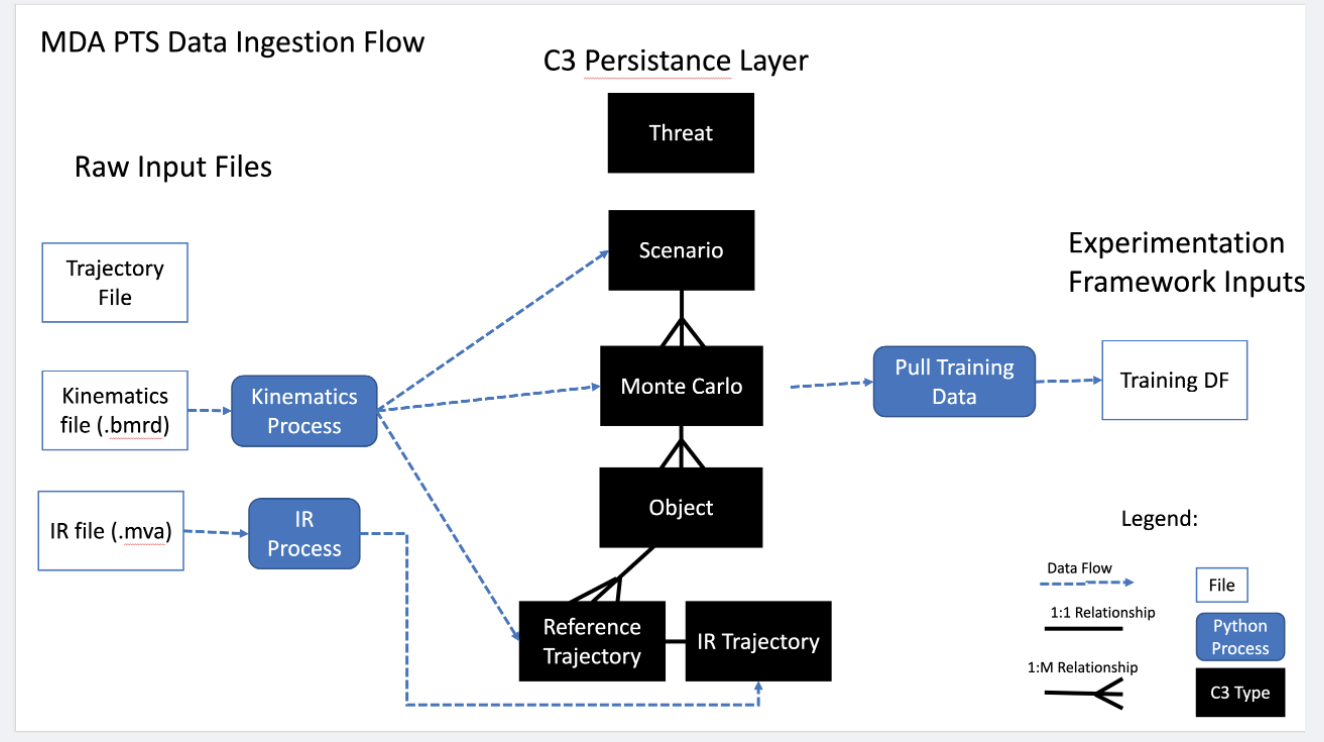 MDA PTS Data Ingestion Flow
C3 Persistance Layer
Threat
Raw Input Files
Scenario
Experimentation
Framework Inputs
Trajectory
File
Kinematics
file (.bmrd)
Kinematics
Process
Monte Carlo
Pull Training
Data
Training DF
IR file (.mva)
IR
Process
Object
Legend:
Data Flow
File
1:1 Relationship
Python
Process
Reference
Trajectory
IR Trajectory
1:M Relationship
C3 Type